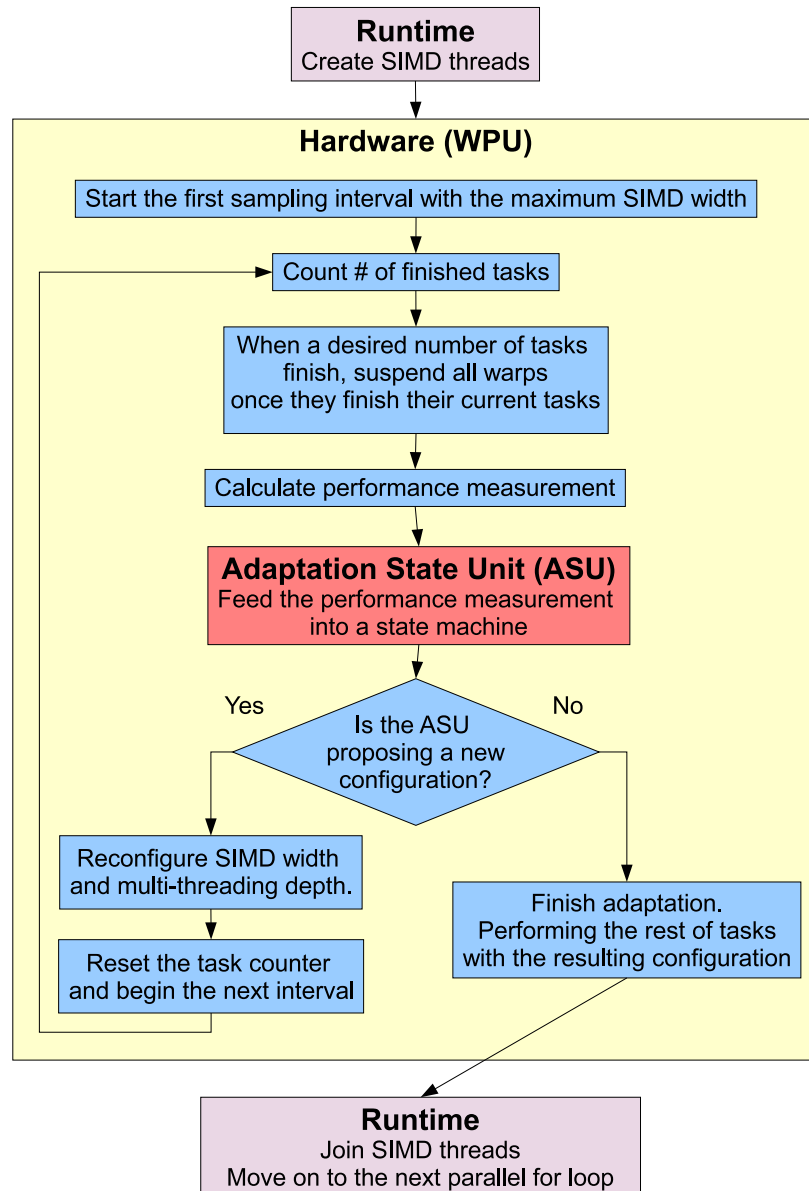 Runtime
Create SIMD threads
Hardware (WPU)
Start the first sampling interval with the maximum SIMD width
Count # of finished tasks
When a desired number of tasks
finish, suspend all warps
once they finish their current tasks
Calculate performance measurement
Adaptation State Unit (ASU)
Feed the performance measurement
into a state machine
Yes
No
Is the ASU
proposing a new
configuration?
Reconfigure SIMD width
and multi-threading depth.
Reset the task counter
and begin the next interval
Finish adaptation.
Performing the rest of tasks
with the resulting configuration
Runtime
Join SIMD threads
Move on to the next parallel for loop